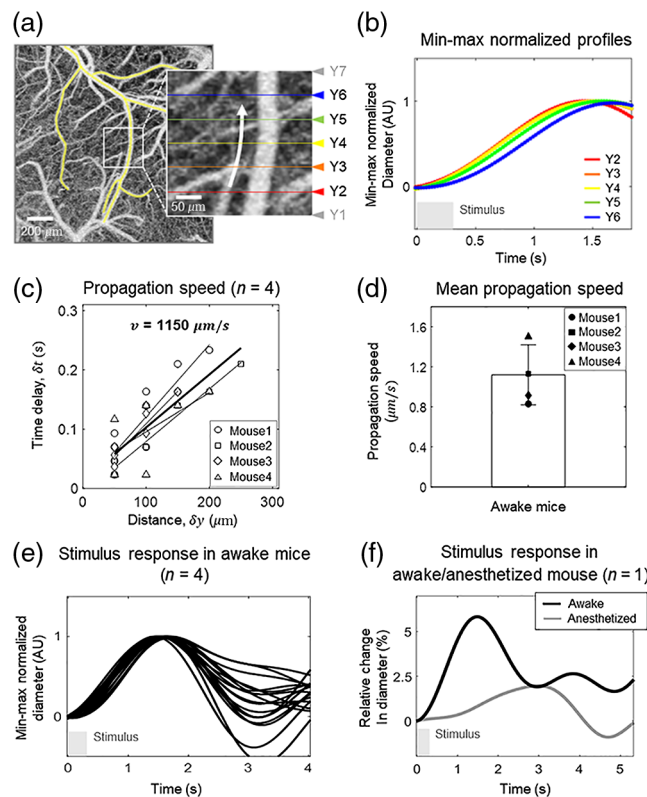 (a)
Y7
Y6
Y5
Y4
Y3
Y2
Y1
50 μm
200 μm
(b)
Min-max normalized profiles
Min-max normalized
Diameter (AU)
1
0
Y2
Y3
Y4
Y5
Y6
Stimulus
0 0.5 1 1.5
Time (s)
(c)
Propagation speed (n = 4)
v = 1150 μm/s
Time delay, δt (s)
0.3
0.2
0.1
0
Mouse1
Mouse2
Mouse3
Mouse4
0 100 200 300
Distance, δy (μm)
(d)
Mean propagation speed
Propagation speed
(μm/s)
1.6
1.2
0.8
0.4
0
Mouse1
Mouse2
Mouse3
Mouse4
Awake mice
(e)
Stimulus response in awake mice
(n = 4)
Min-max normalized
diameter (AU)
1
0
Stimulus
0 1 2 3 4
Time (s)
(f)
Stimulus response in
awake/anesthetized mouse (n = 1)
Awake
Anesthetized
Relative change
In diameter (%)
5
2.5
0
Stimulus
0 1 2 3 4 5
Time (s)